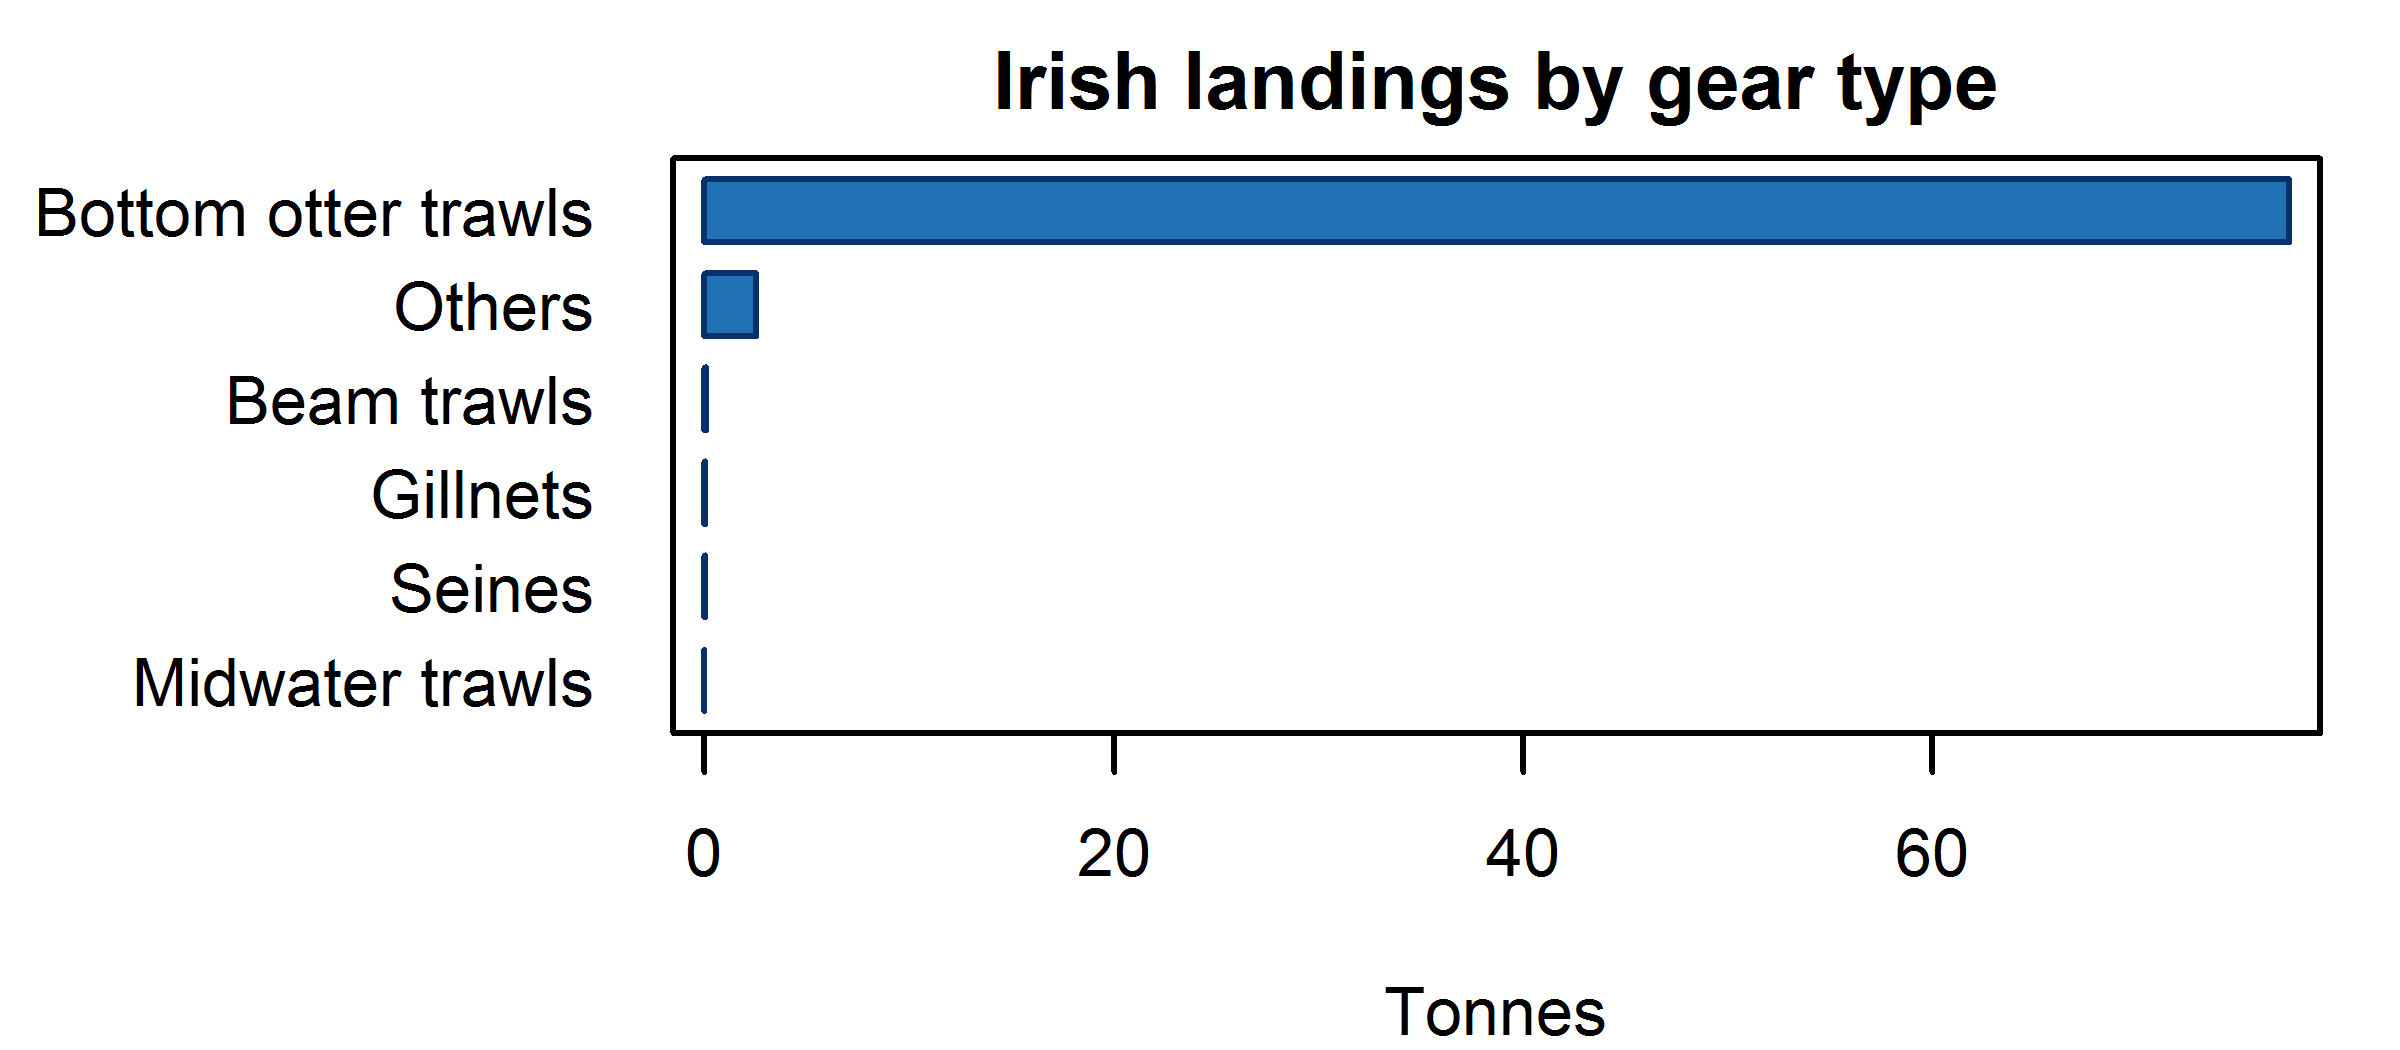 Irish landings by gear type
Bottom otter trawls
Others
Beam trawls
Gillnets
Seines
Midwater trawls
0 20 40 60
Tonnes